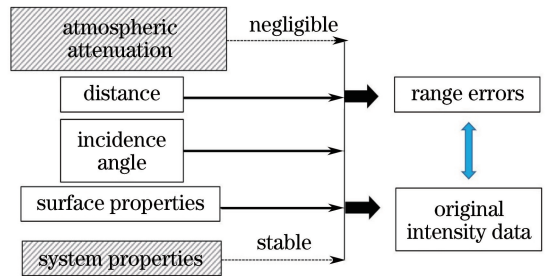 atmospheric
attenuation
negligible
distance
range errors
incidence
angle
surface properties
original
intensity data
system properties
stable